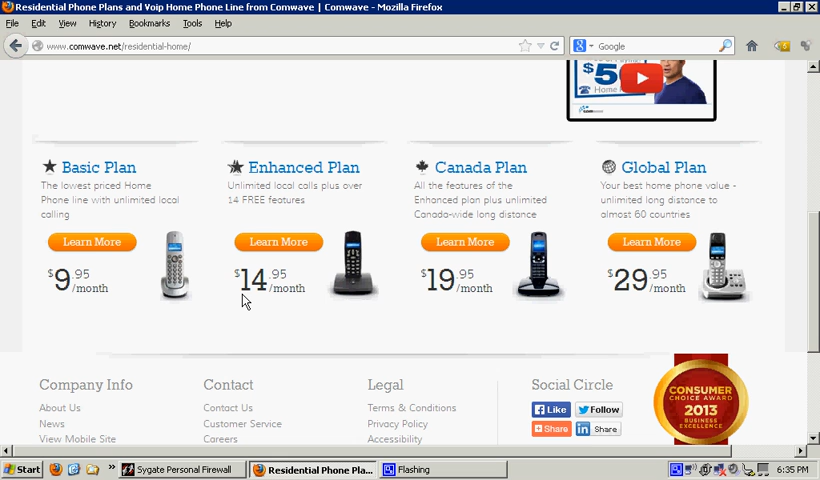 Residential Phone Plans and Voip Home Phone Line from Comwave | Comwave - Mozilla Firefox
File Edit View History Bookmarks Tools Help
www.comwave.net/residential-home/
Google
$5
Home
Basic Plan
The lowest priced Home
Phone line with unlimited local
calling
Learn More
$9.95
/month
Enhanced Plan
Unlimited local calls plus over
14 FREE features
Learn More
$14.95
/month
Canada Plan
All the features of the
Enhanced plan plus unlimited
Canada-wide long distance
Learn More
$19.95
/month
Global Plan
Your best home phone value -
unlimited long distance to
almost 60 countries
Learn More
$29.95
/month
Company Info
About Us
News
View Mobile Site
Contact
Contact Us
Customer Service
Careers
Legal
Terms & Conditions
Privacy Policy
Accessibility
Social Circle
Like
Follow
Share
Share
CONSUMER
CHOICE AWARD
2013
BUSINESS
EXCELLENCE
Start
Sygate Personal Firewall
Residential Phone Pla...
Flashing
6:35 PM